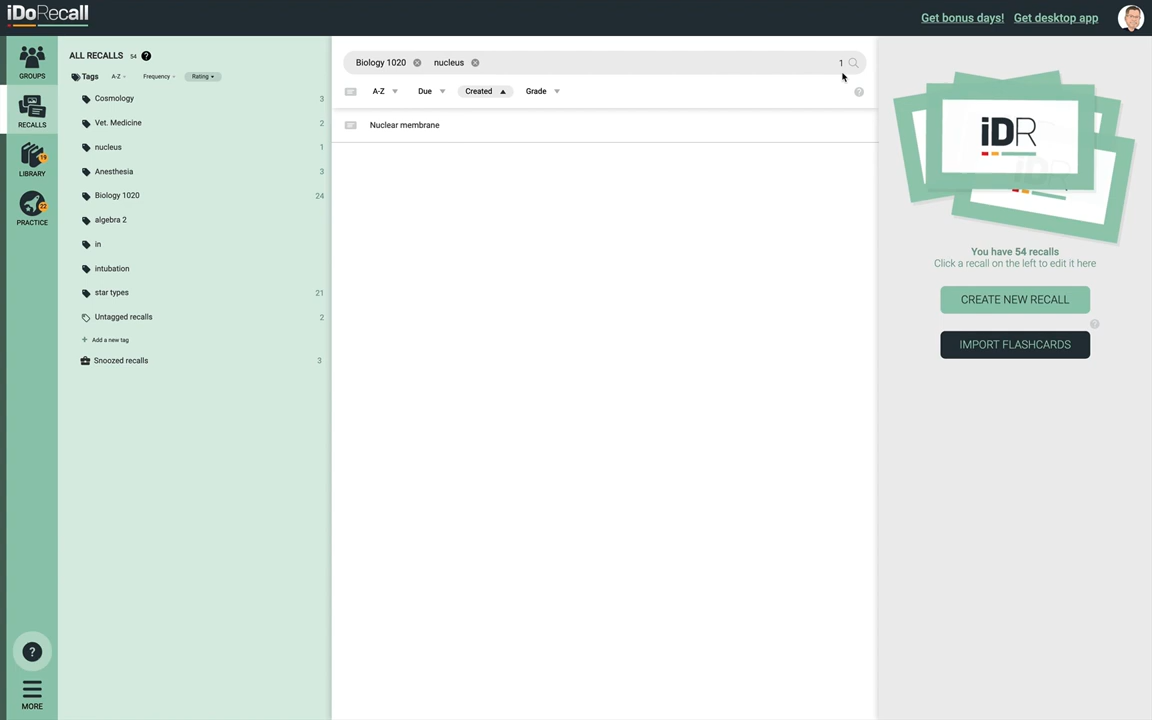 iDoRecall
Get bonus days!
Get desktop app
GROUPS
RECALLS
LIBRARY
19
PRACTICE
22
?
MORE
ALL RECALLS 54 ?
Tags A-Z Frequency Rating
Cosmology 3
Vet. Medicine 2
nucleus 1
Anesthesia 3
Biology 1020 24
algebra 2
in
intubation
star types 21
Untagged recalls 2
+ Add a new tag
Snoozed recalls 3
Biology 1020 nucleus 1
A-Z Due Created Grade ?
Nuclear membrane
iDR
You have 54 recalls
Click a recall on the left to edit it here
CREATE NEW RECALL
?
IMPORT FLASHCARDS